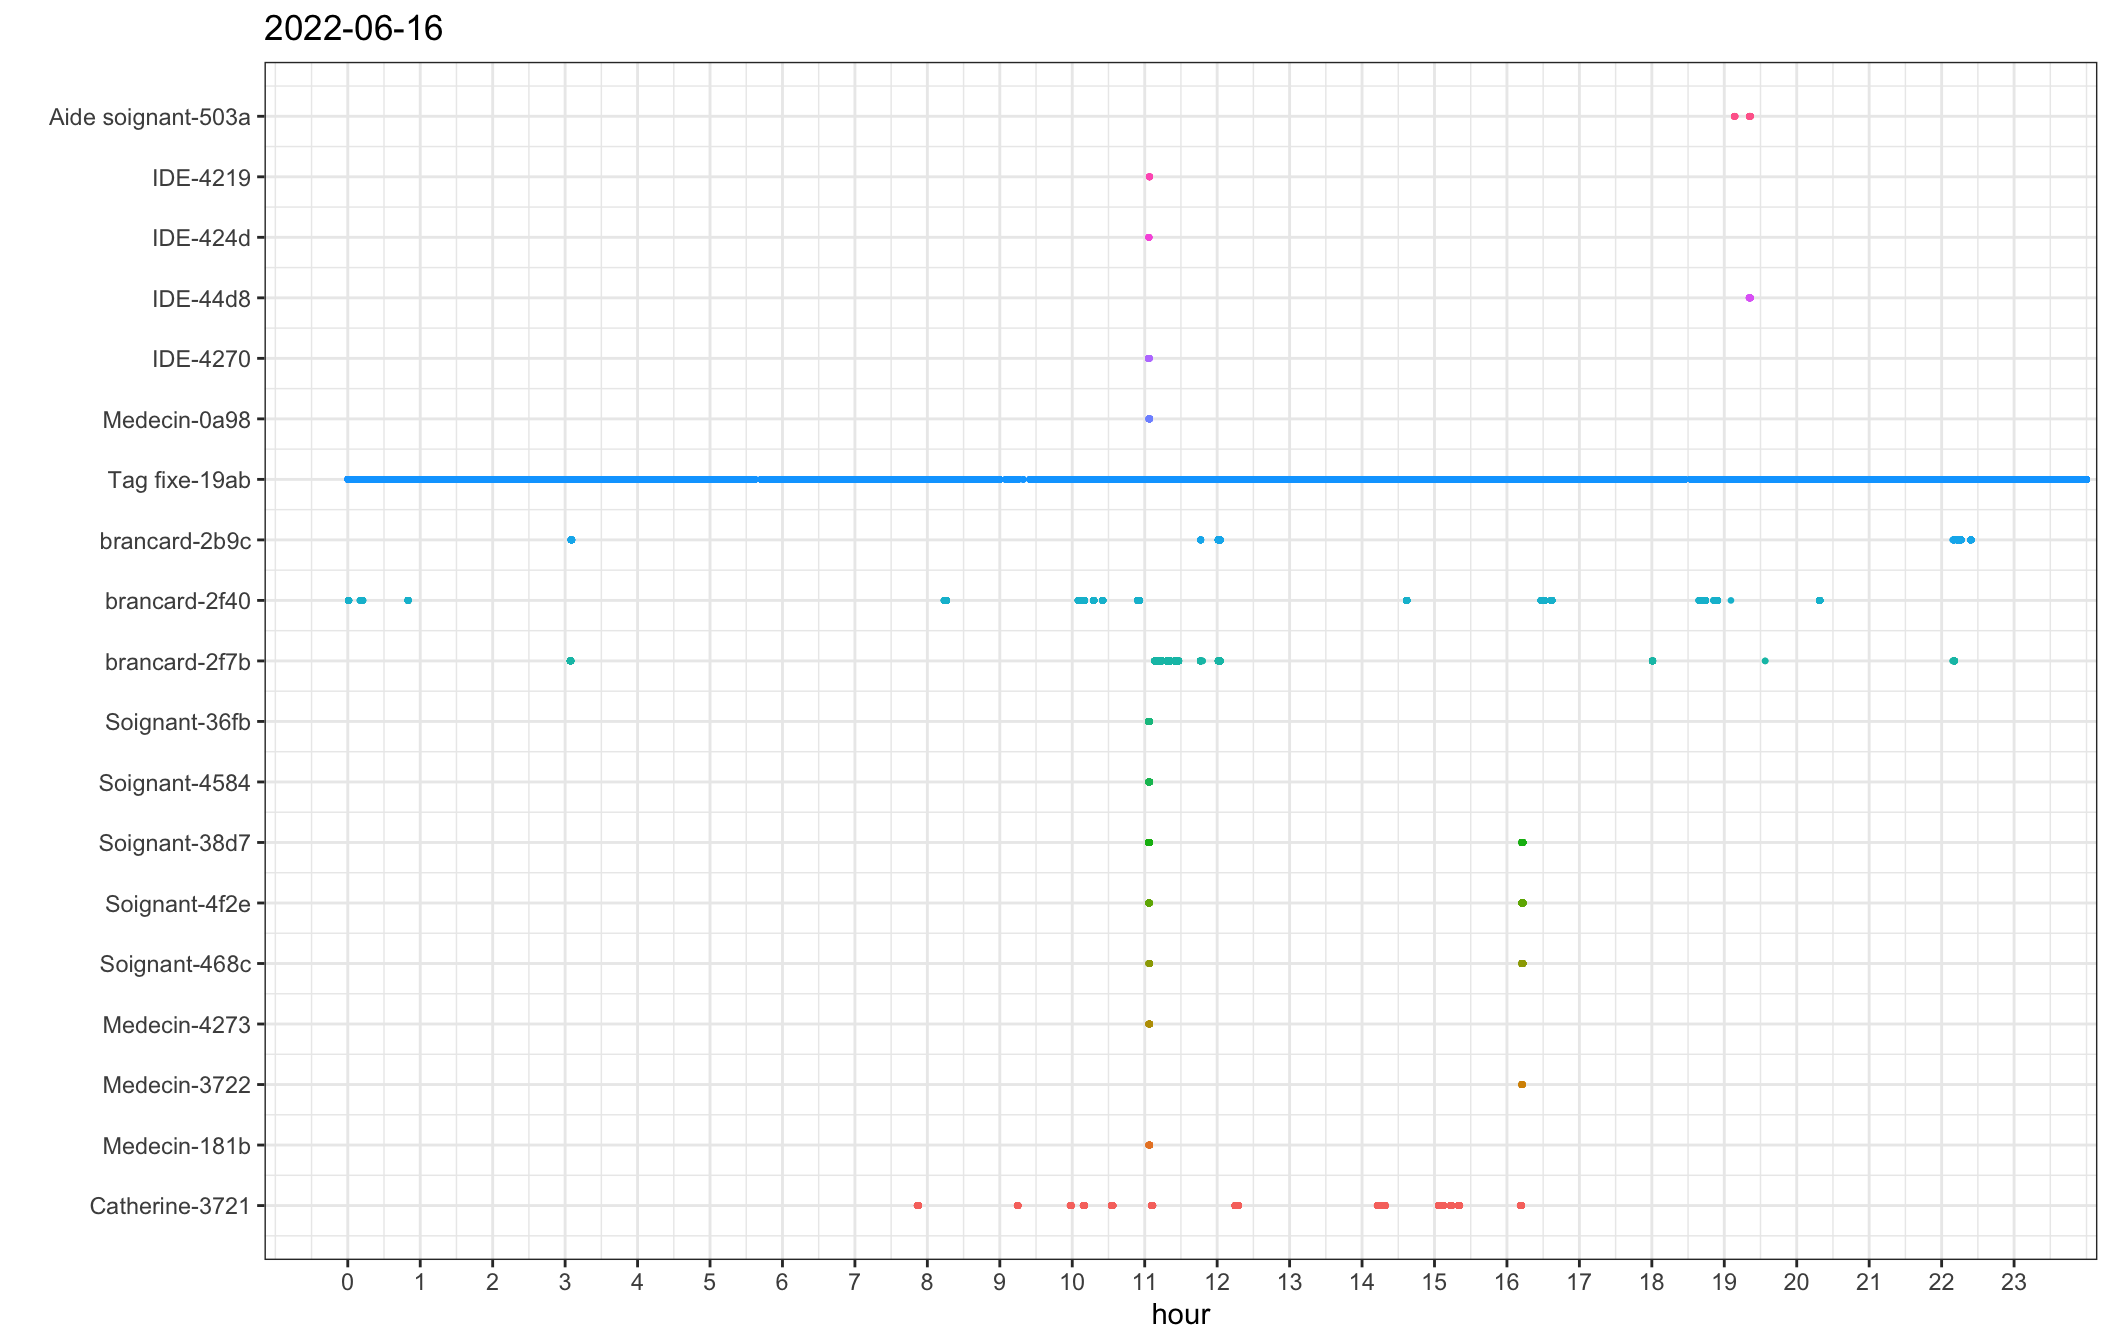 2022-06-16
Aide soignant-503a
IDE-4219
IDE-424d
IDE-44d8
IDE-4270
Medecin-0a98
Tag fixe-19ab
brancard-2b9c
brancard-2f40
brancard-2f7b
Soignant-36fb
Soignant-4584
Soignant-38d7
Soignant-4f2e
Soignant-468c
Medecin-4273
Medecin-3722
Medecin-181b
Catherine-3721
0 1 2 3 4 5 6 7 8 9 10 11 12 13 14 15 16 17 18 19 20 21 22 23
hour